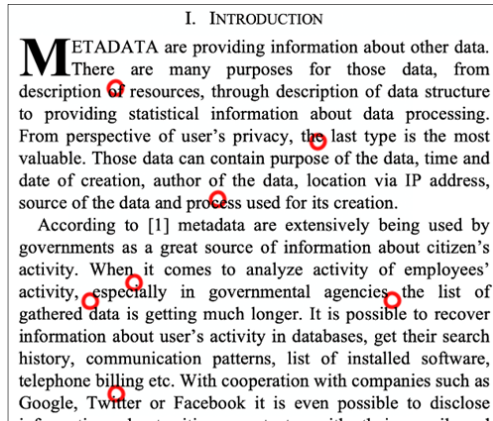 I. INTRODUCTION
METADATA are providing information about other data.
There are many purposes for those data, from
description of resources, through description of data structure
to providing statistical information about data processing.
From perspective of user's privacy, the last type is the most
valuable. Those data can contain purpose of the data, time and
date of creation, author of the data, location via IP address,
source of the data and process used for its creation.
According to [1] metadata are extensively being used by
governments as a great source of information about citizen's
activity. When it comes to analyze activity of employees'
activity, especially in governmental agencies, the list of
gathered data is getting much longer. It is possible to recover
information about user's activity in databases, get their search
history, communication patterns, list of installed software,
telephone billing etc. With cooperation with companies such as
Google, Twitter or Facebook it is even possible to disclose